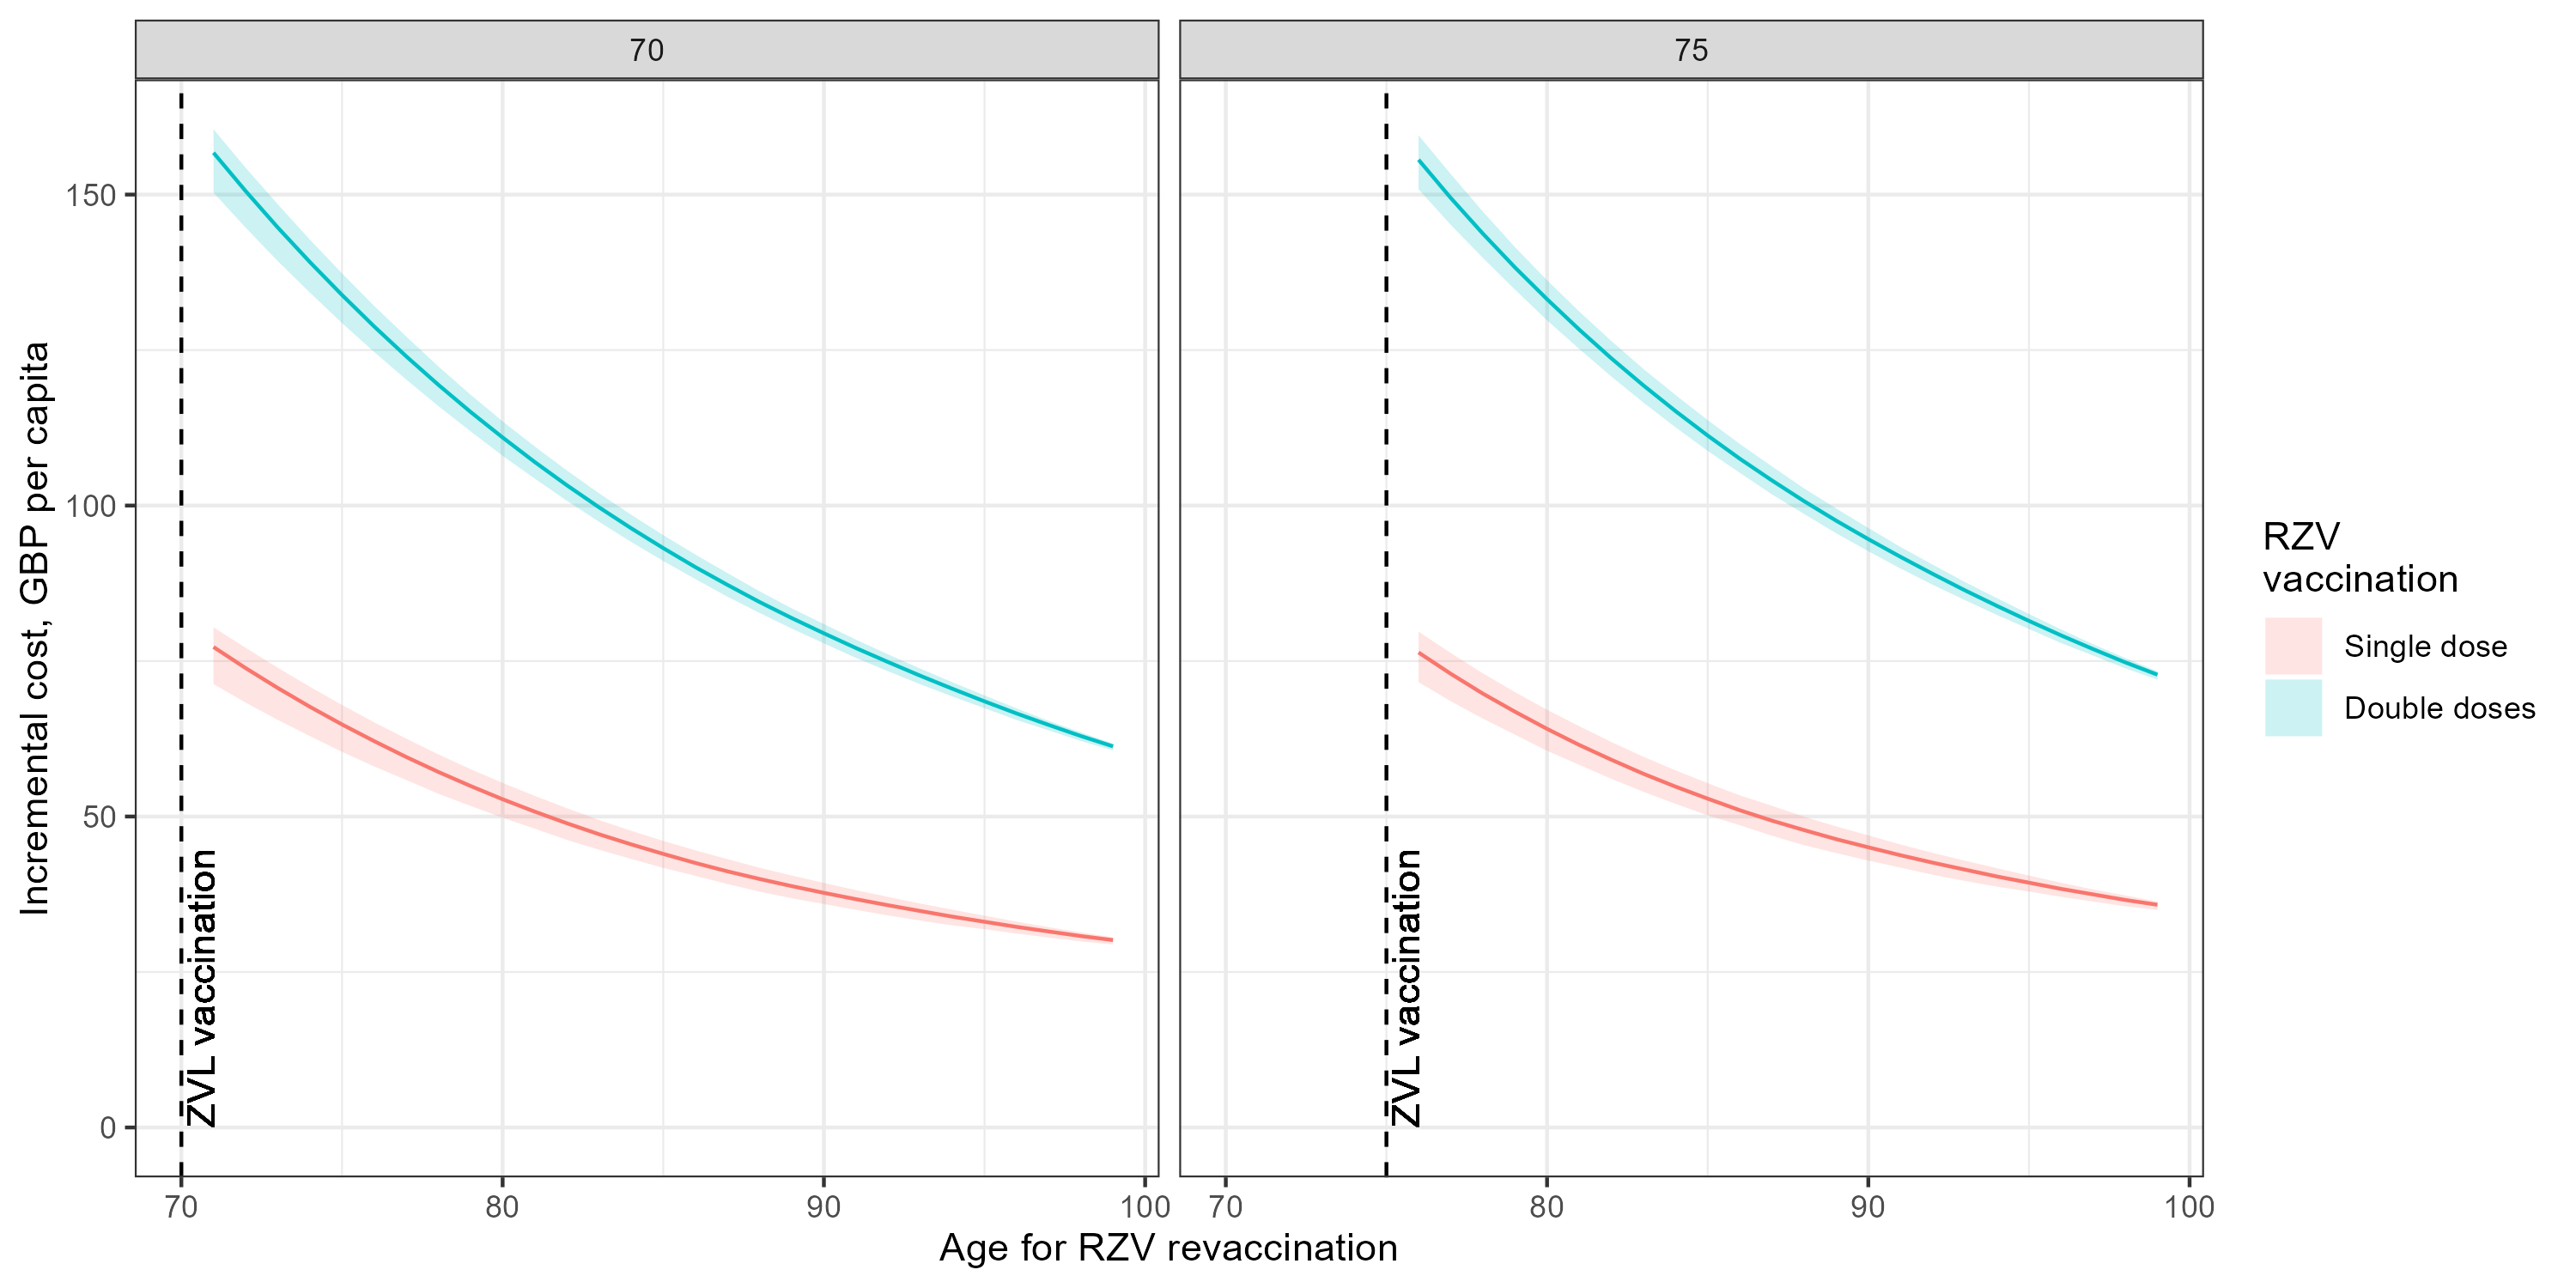 70
75
Incremental cost, GBP per capita
150
100
50
0
ZVL vaccination
ZVL vaccination
70
80
90
100
70
80
90
100
Age for RZV revaccination
RZV
vaccination
Single dose
Double doses